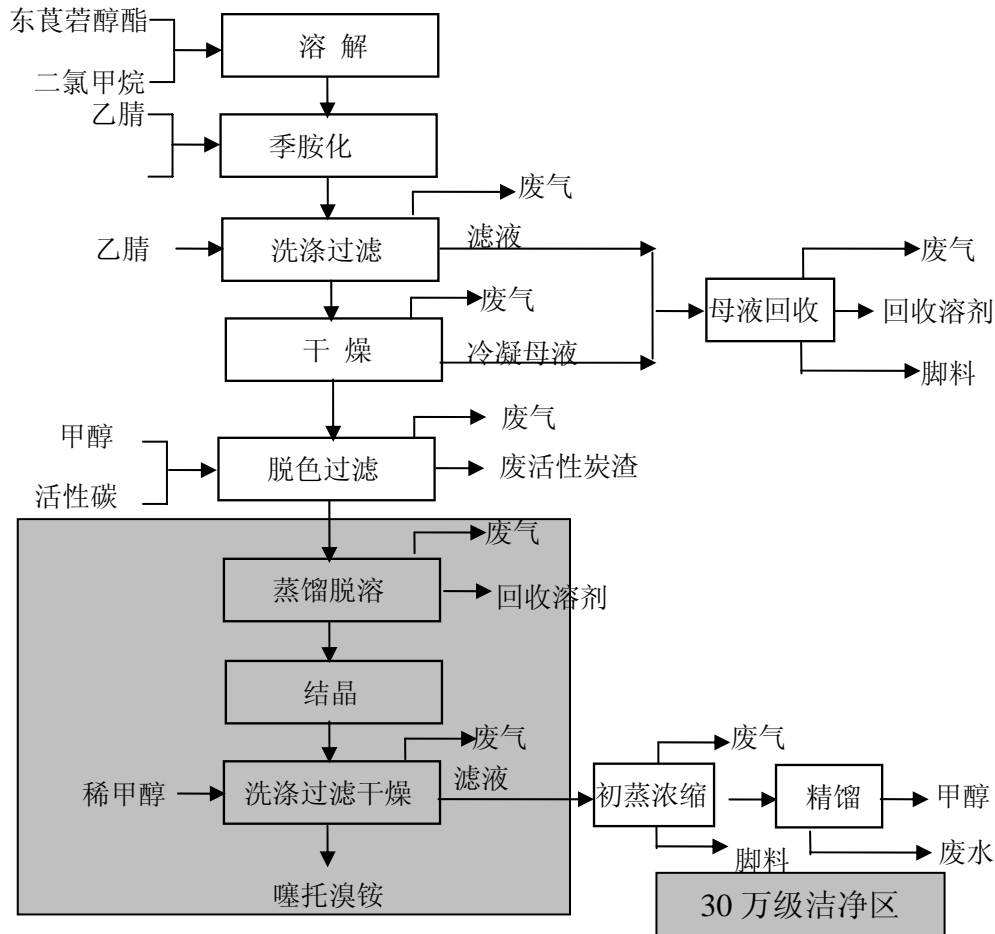 东莨菪醇酯
溶 解
二氯甲烷
乙腈
季胺化
废气
乙腈
洗涤过滤
滤液
废气
废气
母液回收
回收溶剂
干 燥
冷凝母液
脚料
甲醇
废气
脱色过滤
废活性炭渣
活性碳
废气
蒸馏脱溶
回收溶剂
结晶
废气
废气
稀甲醇
洗涤过滤干燥
滤液
初蒸浓缩
精馏
甲醇
脚料
废水
噻托溴铵
30 万级洁净区